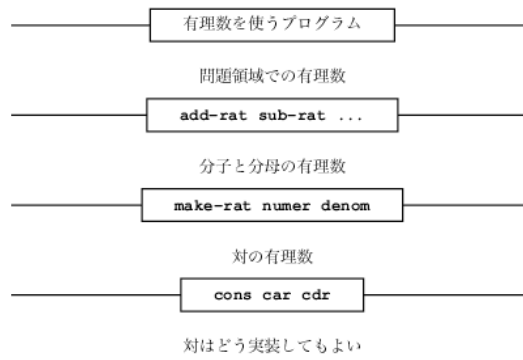 有理数を使うプログラム
問題領域での有理数
add-rat sub-rat ...
分子と分母の有理数
make-rat numer denom
対の有理数
cons car cdr
対はどう実装してもよい